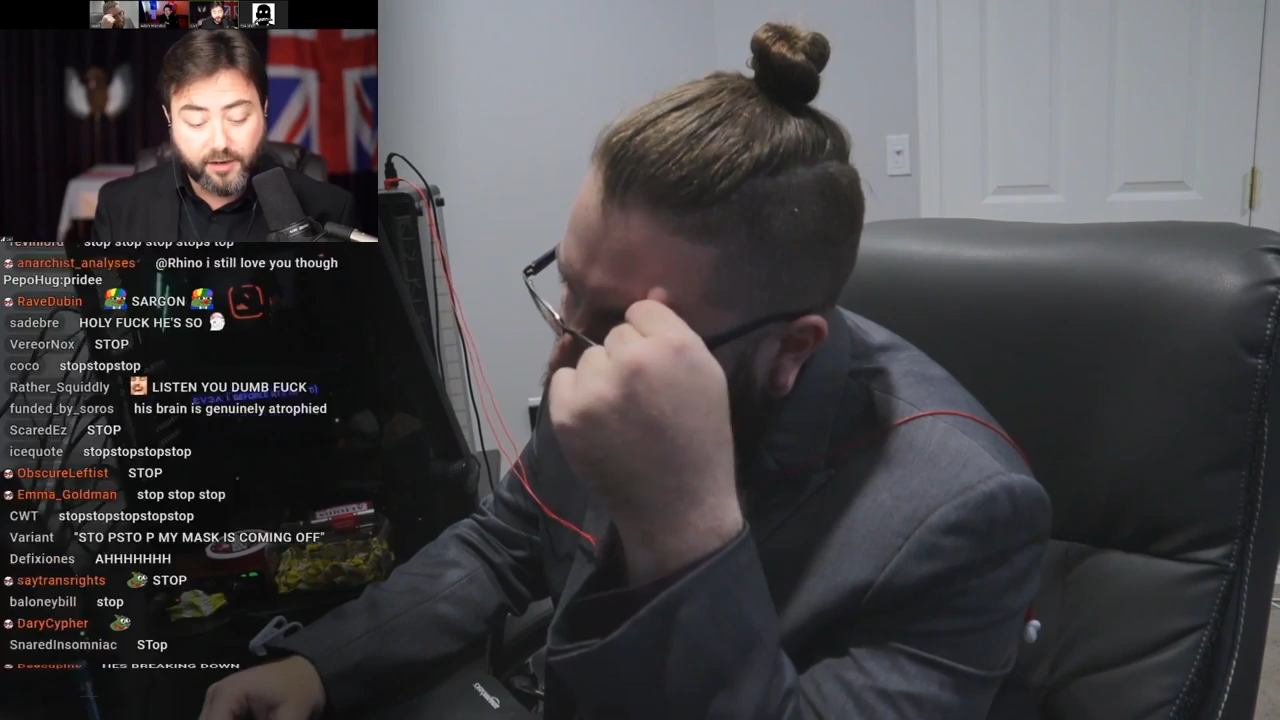 stop stop stop stops top
anarchist_analyses @Rhino i still love you though
PepoHug:pridee
RaveDubin SARGON
sadebre HOLY FUCK HE'S SO
VereorNox STOP
coco stopstopstop
Rather_Squiddly LISTEN YOU DUMB FUCK
funded_by_soros his brain is genuinely atrophied
ScaredEz STOP
icequote stopstopstopstop
ObscureLeftist STOP
Emma_Goldman stop stop stop
CWT stopstopstopstopstop
Variant "STO PSTO P MY MASK IS COMING OFF"
Defixiones AHHHHHHH
saytransrights STOP
baloneybill stop
DaryCypher
SnaredInsomniac STop
HES BREAKING DOWN